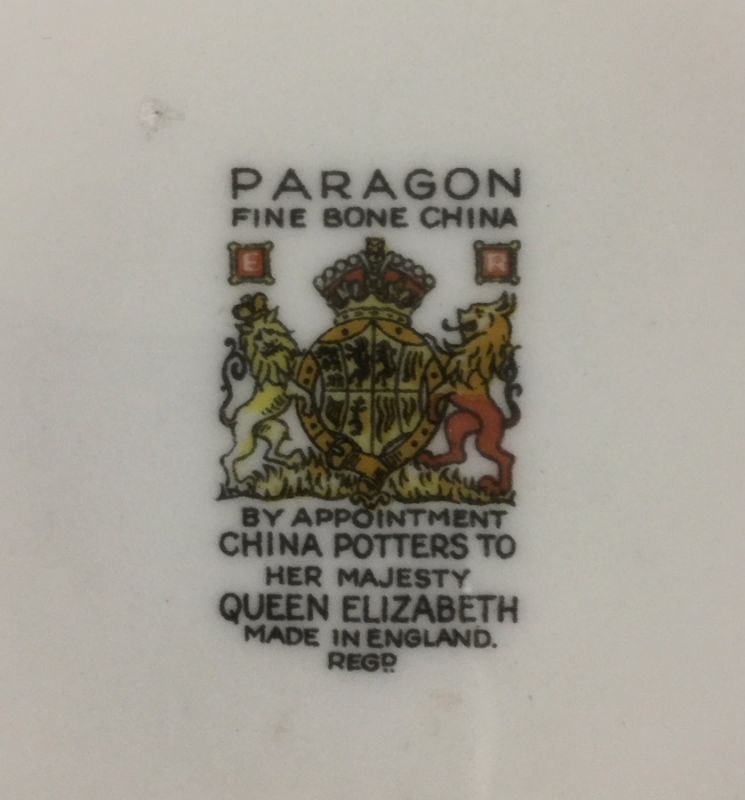 PARAGON
FINE BONE CHINA
E R
BY APPOINTMENT
CHINA POTTERS TO
HER MAJESTY
QUEEN ELIZABETH
MADE IN ENGLAND.
REGD.